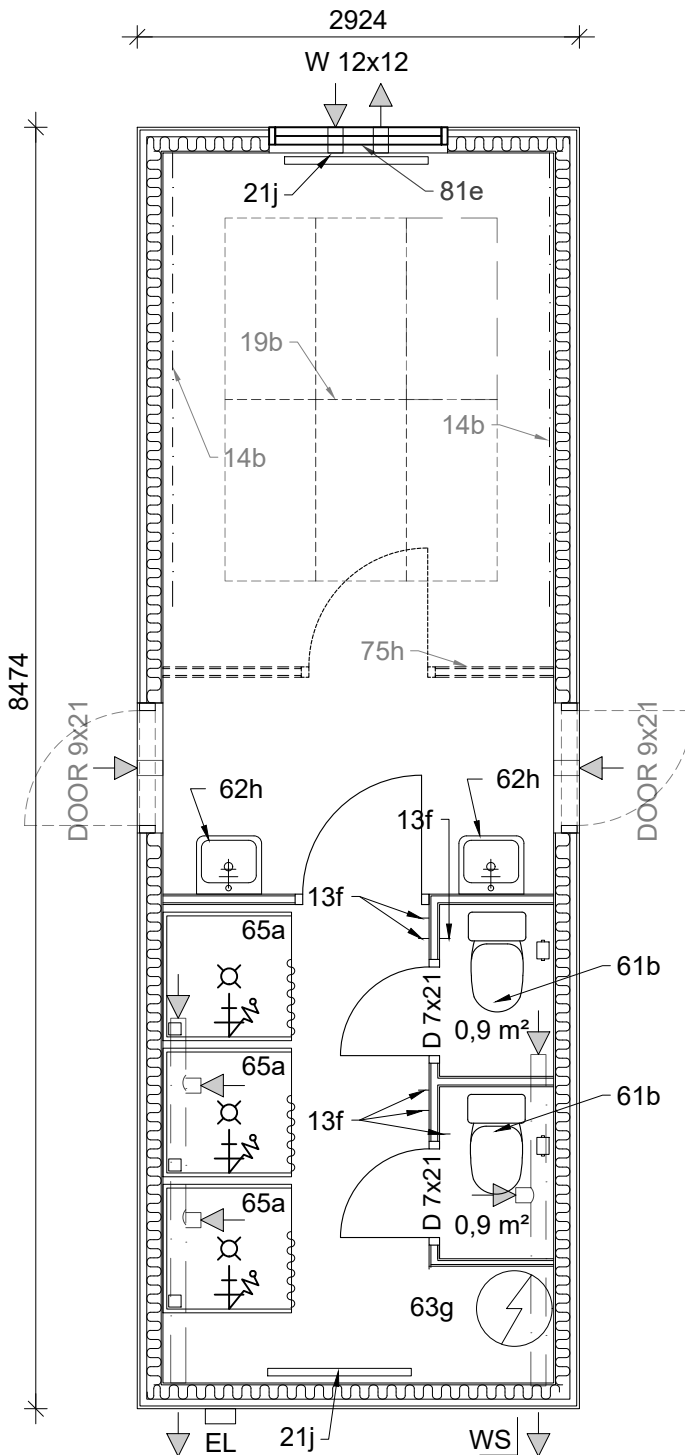 2924
W 12x12
21j
81e
19b
14b
14b
8474
75h
DOOR 9x21
DOOR 9x21
62h
62h
13f
13f
65a
61b
D 7x21
0,9 m²
65a
13f
61b
D 7x21
0,9 m²
65a
63g
EL
21j
WS